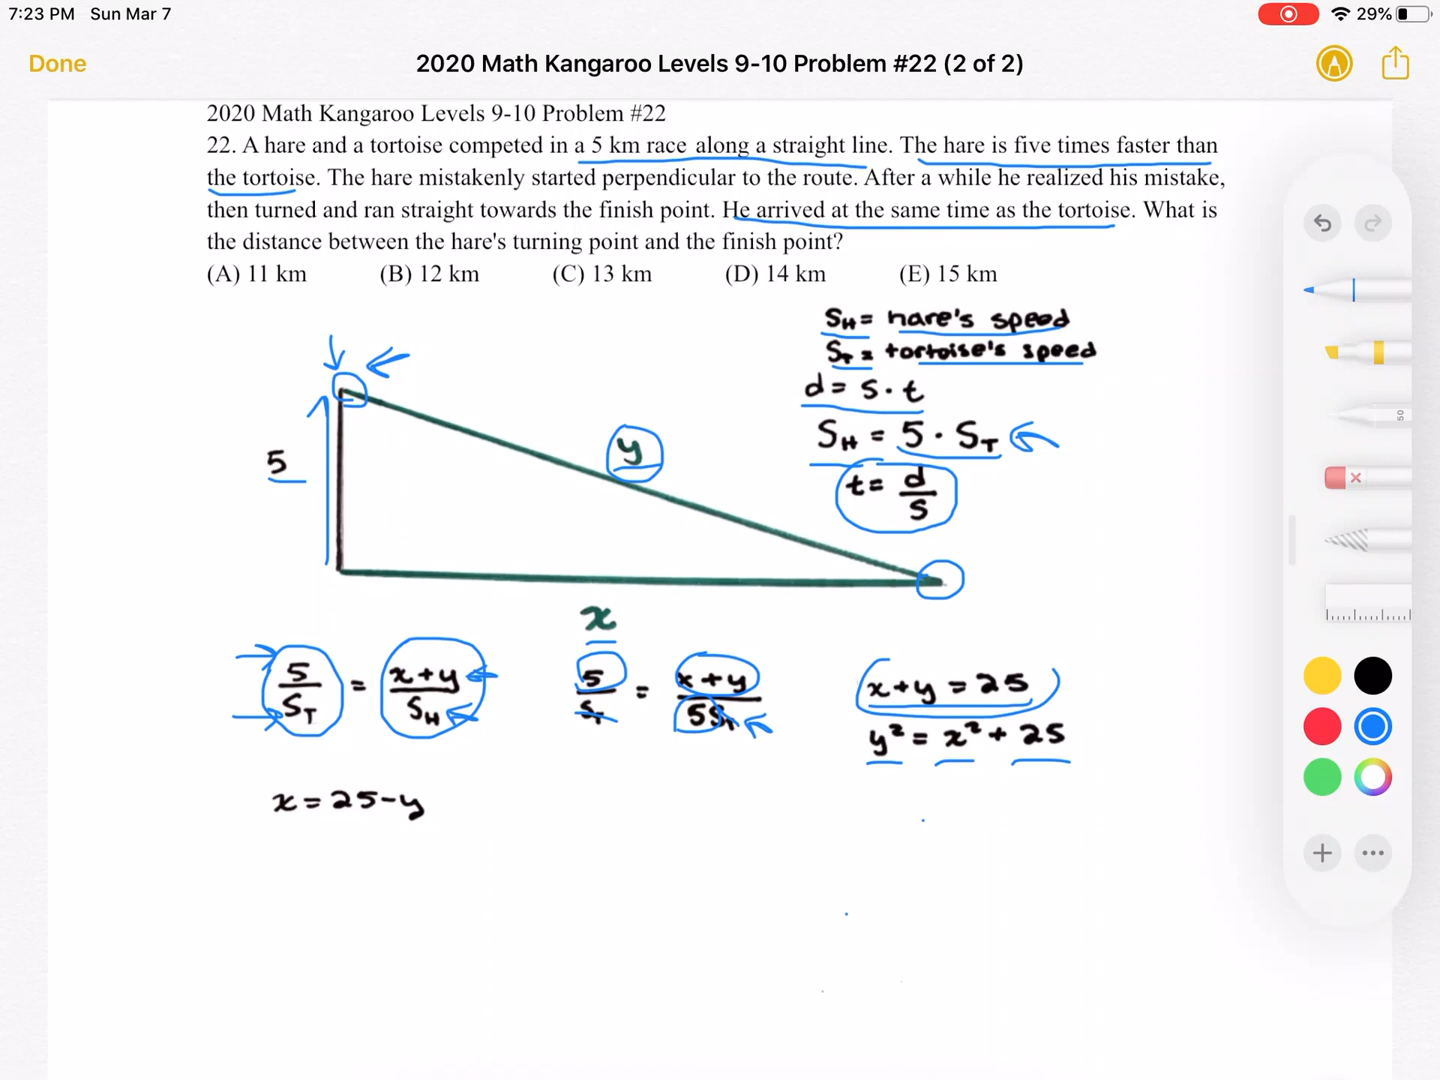 7:23 PM Sun Mar 7
29%
Done
2020 Math Kangaroo Levels 9-10 Problem #22 (2 of 2)
2020 Math Kangaroo Levels 9-10 Problem #22
22. A hare and a tortoise competed in a 5 km race along a straight line. The hare is five times faster than
the tortoise. The hare mistakenly started perpendicular to the route. After a while he realized his mistake,
then turned and ran straight towards the finish point. He arrived at the same time as the tortoise. What is
the distance between the hare's turning point and the finish point?
(A) 11 km (B) 12 km (C) 13 km (D) 14 km (E) 15 km
S_H = hare's speed
S_T = tortoise's speed
d = s · t
S_H = 5 · S_T
t = d/s
5
y
x
5/S_T = (x+y)/S_H
5/S_T = (x+y)/5S_T
x+y = 25
y² = x² + 25
x = 25-y
50